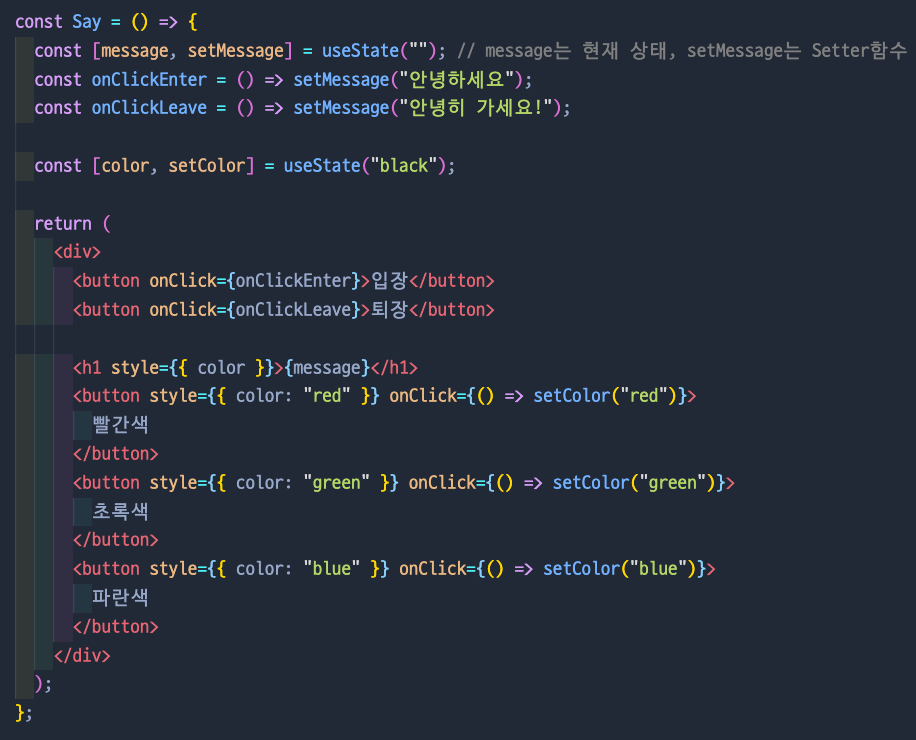 const Say = () => {
  const [message, setMessage] = useState(""); // message는 현재 상태, setMessage는 Setter함수
  const onClickEnter = () => setMessage("안녕하세요");
  const onClickLeave = () => setMessage("안녕히 가세요!");

  const [color, setColor] = useState("black");

  return (
    <div>
      <button onClick={onClickEnter}>입장</button>
      <button onClick={onClickLeave}>퇴장</button>

      <h1 style={{ color }}>{message}</h1>
      <button style={{ color: "red" }} onClick={() => setColor("red")}>
        빨간색
      </button>
      <button style={{ color: "green" }} onClick={() => setColor("green")}>
        초록색
      </button>
      <button style={{ color: "blue" }} onClick={() => setColor("blue")}>
        파란색
      </button>
    </div>
  );
};